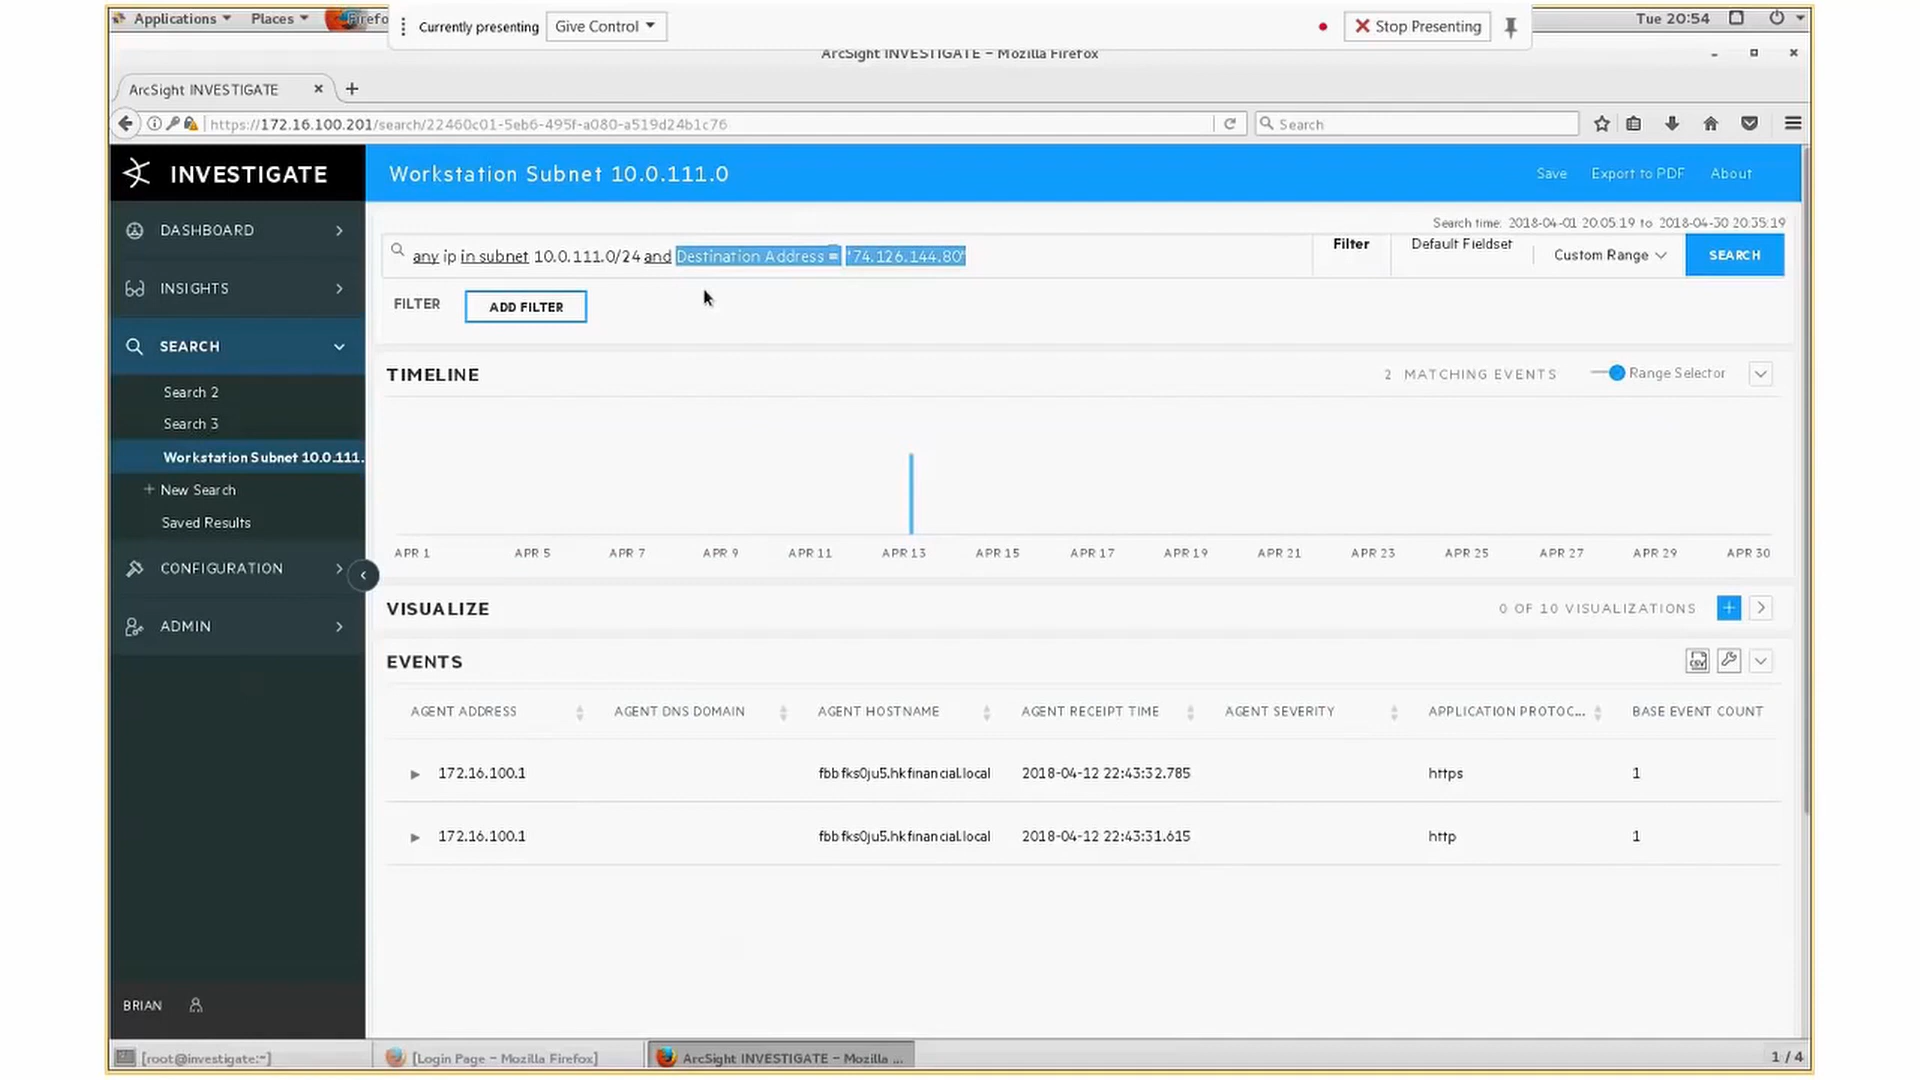 Applications Places Firefo
Currently presenting Give Control Stop Presenting
Tue 20:54
ArcSight INVESTIGATE - Mozilla Firefox
ArcSight INVESTIGATE
https://172.16.100.201/search/22460c01-5eb6-495f-a080-a519d24b1c76 Search
INVESTIGATE
Workstation Subnet 10.0.111.0
Save Export to PDF About
Search time: 2018-04-01 20:05:19 to 2018-04-30 20:35:19
any ip in subnet 10.0.111.0/24 and Destination Address = "74.126.144.80"
Filter Default Fieldset Custom Range SEARCH
FILTER ADD FILTER
DASHBOARD
INSIGHTS
SEARCH
Search 2
Search 3
Workstation Subnet 10.0.111.
+ New Search
Saved Results
CONFIGURATION
ADMIN
BRIAN
TIMELINE
2 MATCHING EVENTS Range Selector
APR 1 APR 5 APR 7 APR 9 APR 11 APR 13 APR 15 APR 17 APR 19 APR 21 APR 23 APR 25 APR 27 APR 29 APR 30
VISUALIZE
0 OF 10 VISUALIZATIONS
EVENTS
CSV
AGENT ADDRESS AGENT DNS DOMAIN AGENT HOSTNAME AGENT RECEIPT TIME AGENT SEVERITY APPLICATION PROTOC... BASE EVENT COUNT
172.16.100.1 fbbfks0ju5.hkfinancial.local 2018-04-12 22:43:32.785 https 1
172.16.100.1 fbbfks0ju5.hkfinancial.local 2018-04-12 22:43:31.615 http 1
[root@investigate:~] [Login Page - Mozilla Firefox] ArcSight INVESTIGATE - Mozilla ... 1 / 4